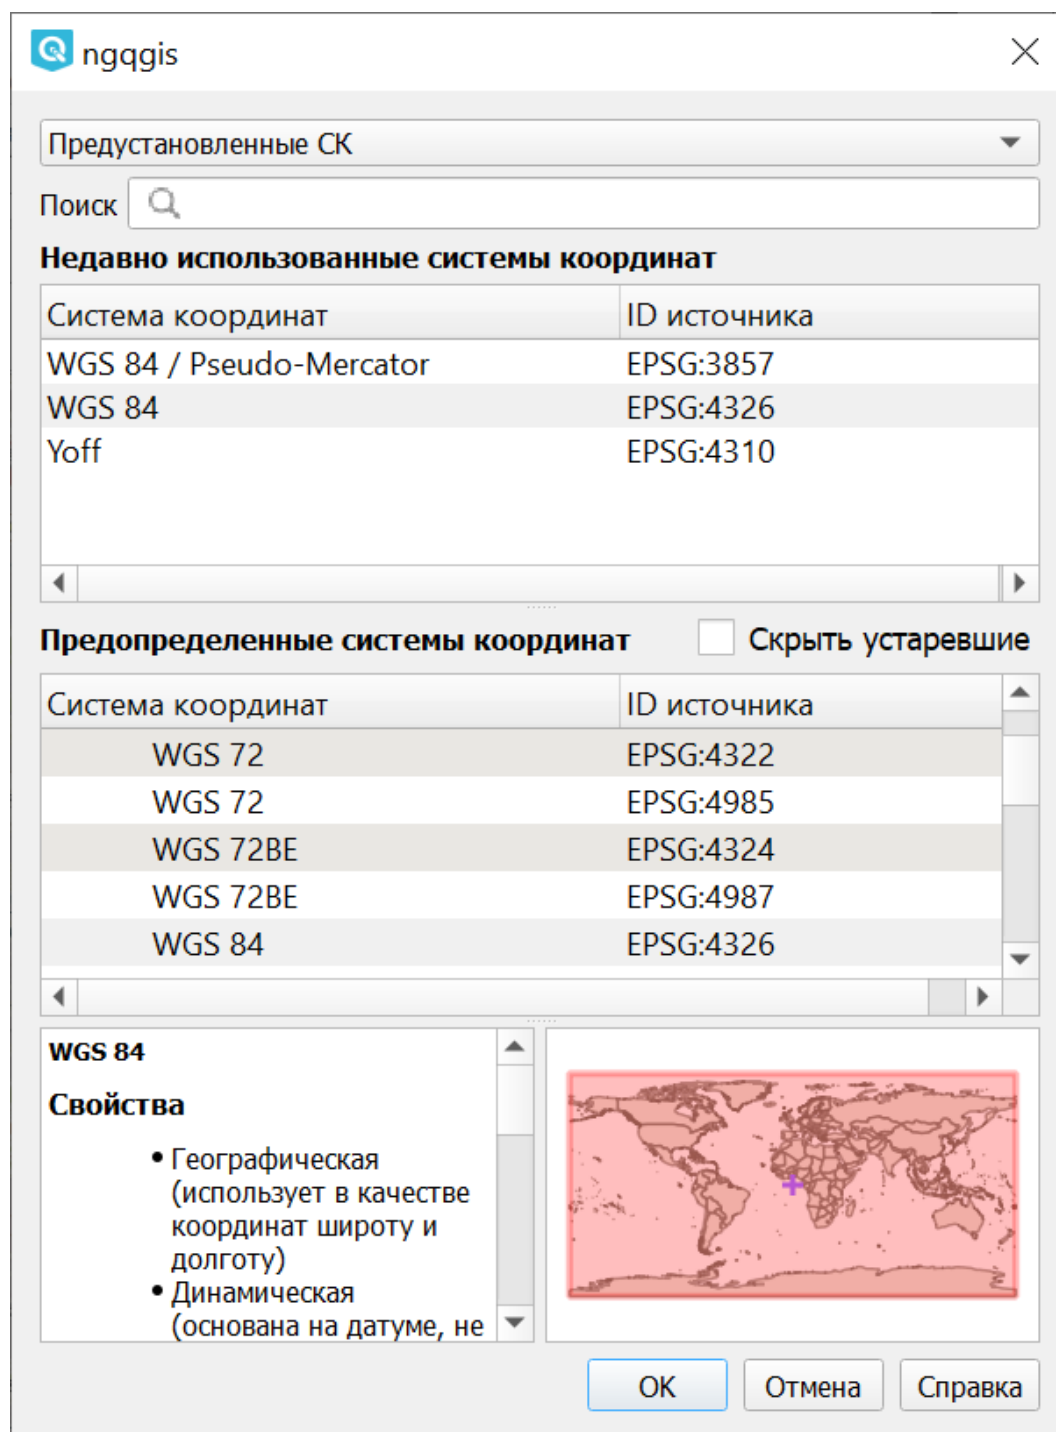 ngqgis
Предустановленные СК
Поиск
Недавно использованные системы координат
Система координат ID источника
WGS 84 / Pseudo-Mercator EPSG:3857
WGS 84 EPSG:4326
Yoff EPSG:4310
Предопределенные системы координат Скрыть устаревшие
Система координат ID источника
WGS 72 EPSG:4322
WGS 72 EPSG:4985
WGS 72BE EPSG:4324
WGS 72BE EPSG:4987
WGS 84 EPSG:4326
WGS 84
Свойства
• Географическая
(использует в качестве
координат широту и
долготу)
• Динамическая
(основана на датуме, не
OK Отмена Справка